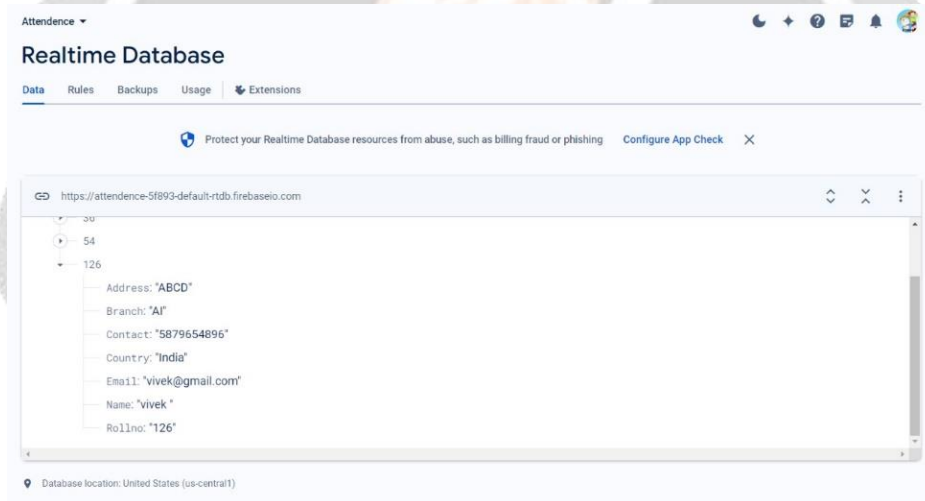 Attendence
Realtime Database
Data Rules Backups Usage Extensions
Protect your Realtime Database resources from abuse, such as billing fraud or phishing Configure App Check
https://attendence-5f893-default-rtdb.firebaseio.com
54
126
Address: "ABCD"
Branch: "AI"
Contact: "5879654896"
Country: "India"
Email: "vivek@gmail.com"
Name: "vivek "
Rollno: "126"
Database location: United States (us-central1)